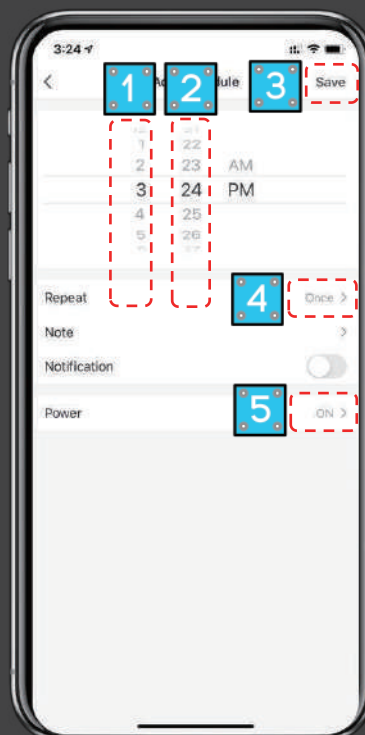 3:24
1 2 3 Save
1 22
2 23 AM
3 24 PM
4 25
5 26
Repeat 4 Once >
Note >
Notification
Power 5 ON >